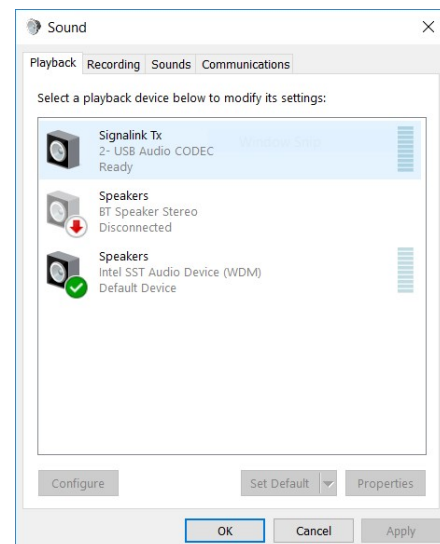 Sound
Playback Recording Sounds Communications
Select a playback device below to modify its settings:
Signalink Tx
2- USB Audio CODEC
Ready
Speakers
BT Speaker Stereo
Disconnected
Speakers
Intel SST Audio Device (WDM)
Default Device
Configure Set Default Properties
OK Cancel Apply